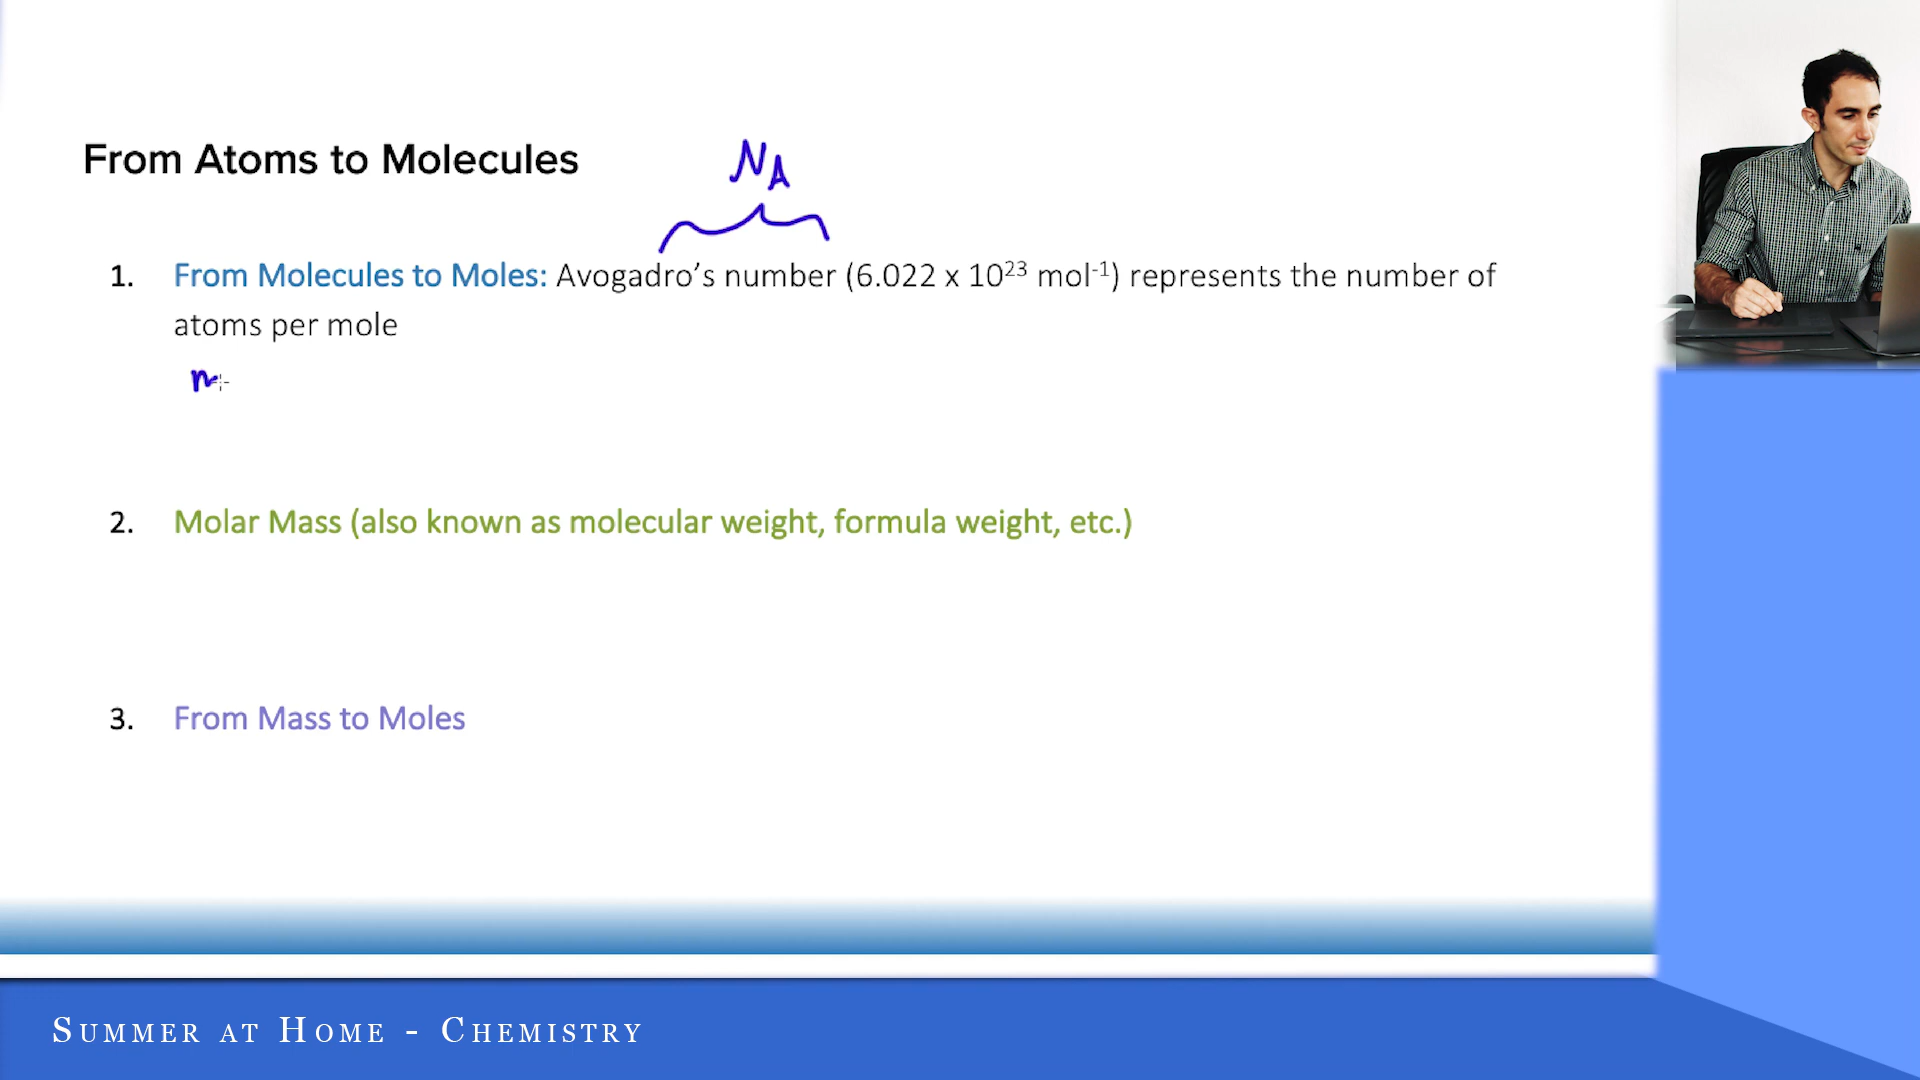 From Atoms to Molecules
N_A
1. From Molecules to Moles: Avogadro’s number (6.022 x 10²³ mol⁻¹) represents the number of
atoms per mole
n
2. Molar Mass (also known as molecular weight, formula weight, etc.)
3. From Mass to Moles
SUMMER AT HOME - CHEMISTRY